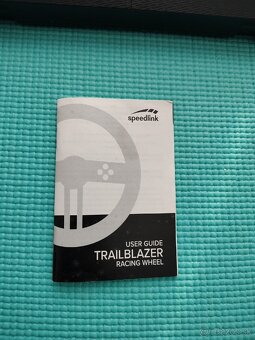 speedlink
USER GUIDE
TRAILBLAZER
RACING WHEEL